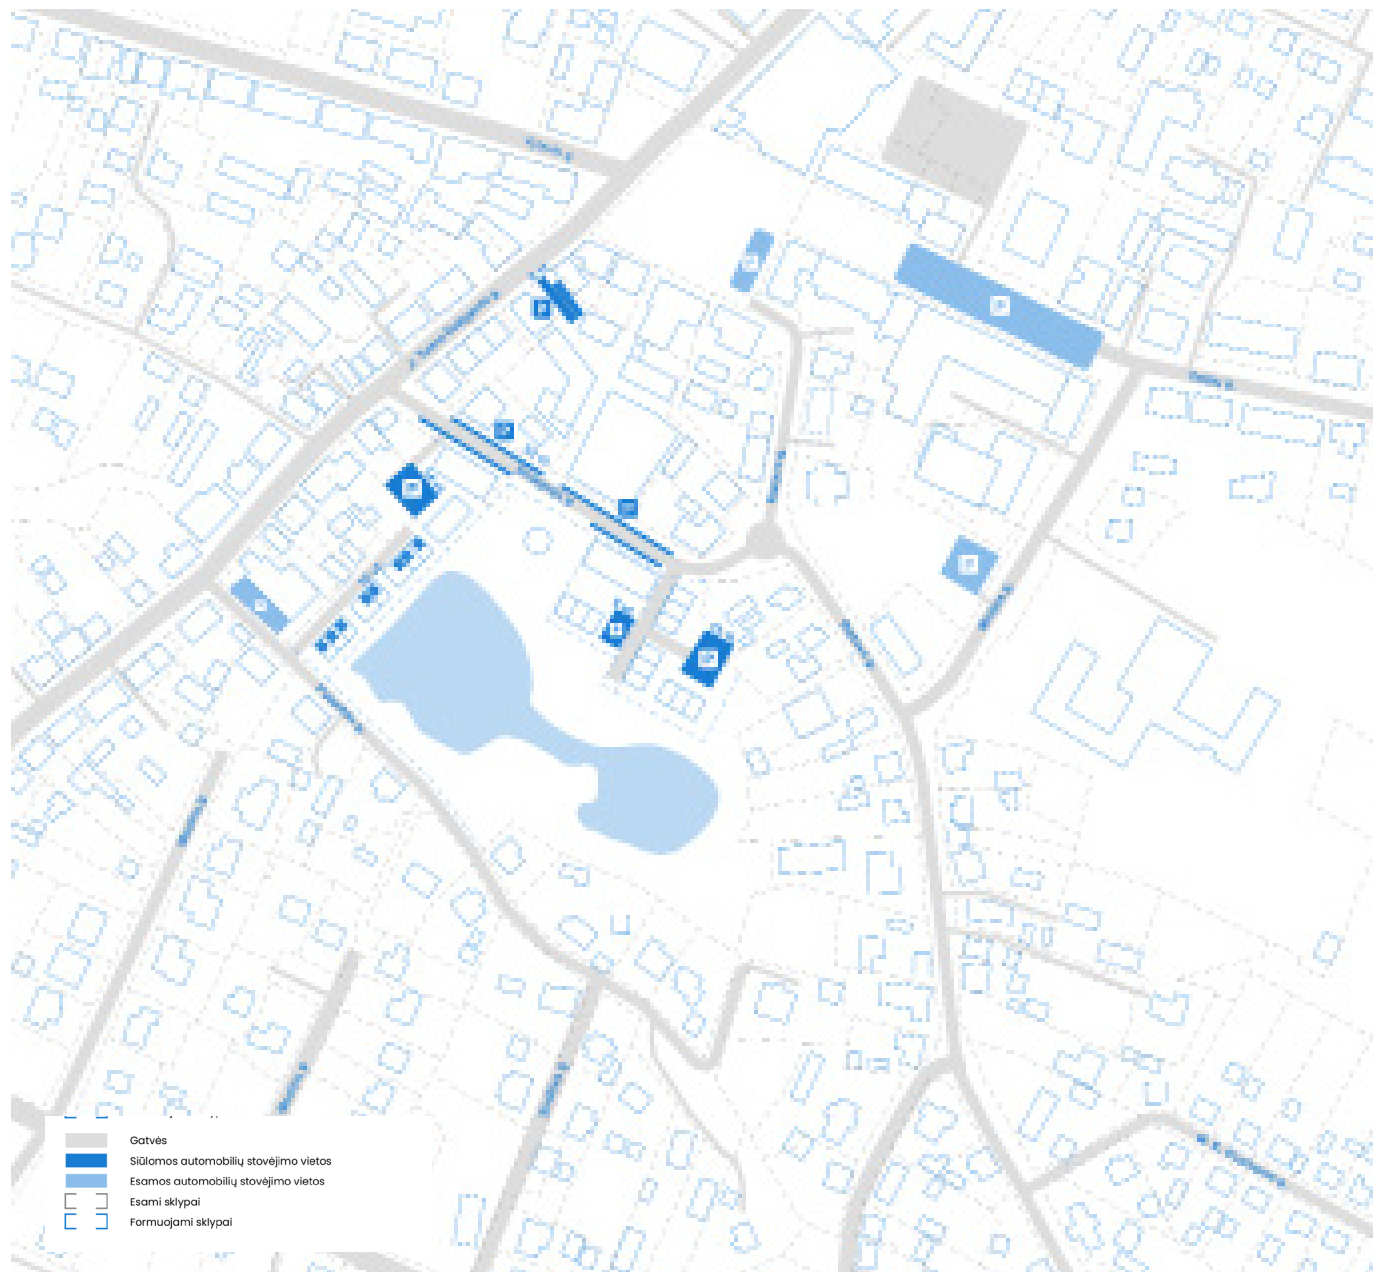 Gatvės
Siūlomos automobilių stovėjimo vietos
Esamos automobilių stovėjimo vietos
Esami sklypai
Formuojami sklypai